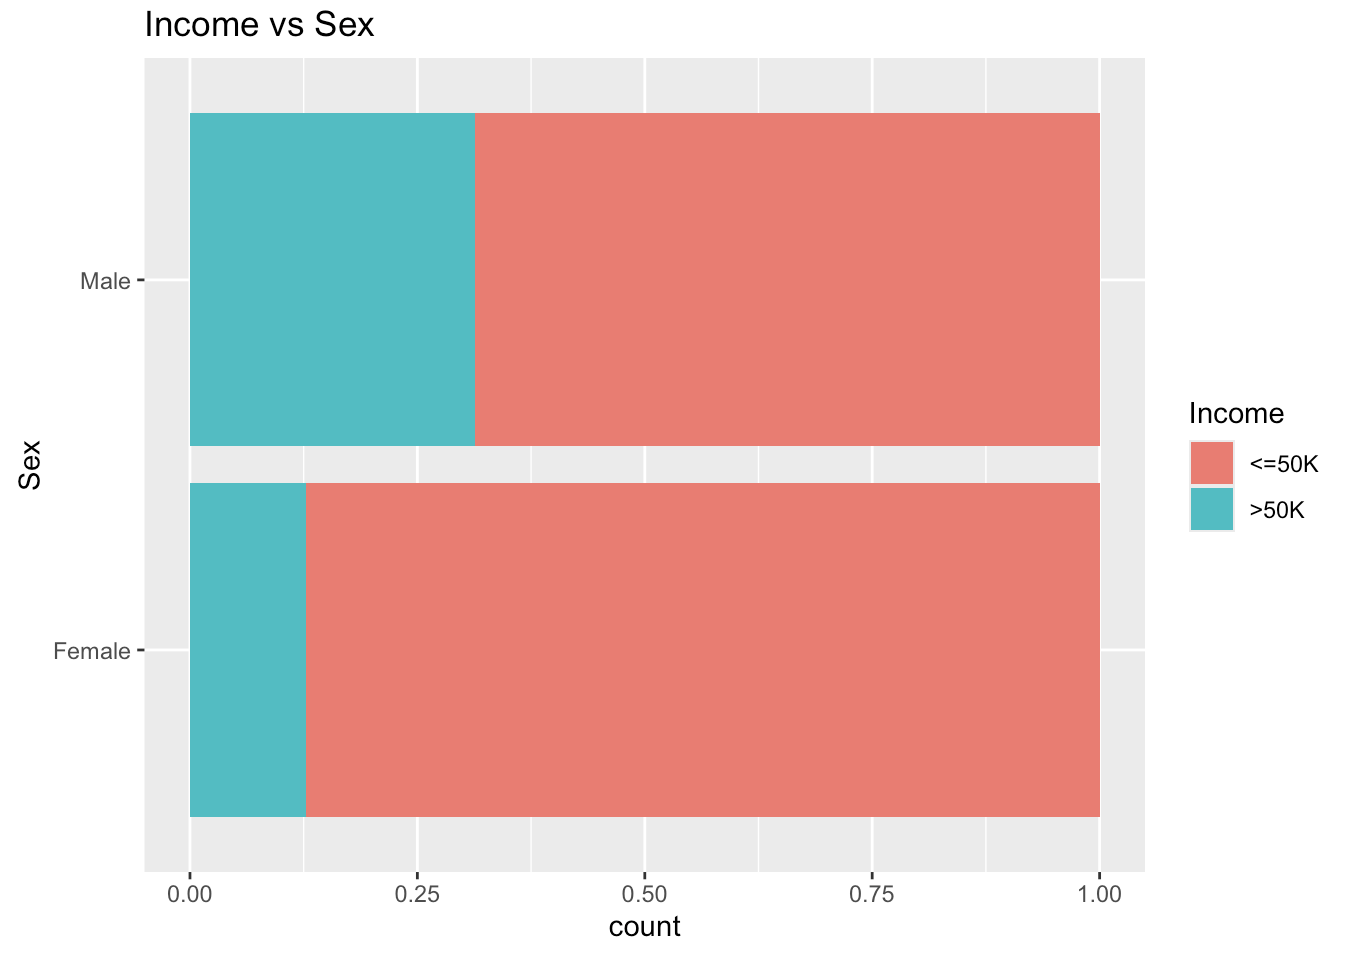 Income vs Sex
Male
Female
Sex
0.00 0.25 0.50 0.75 1.00
count
Income
<=50K
>50K